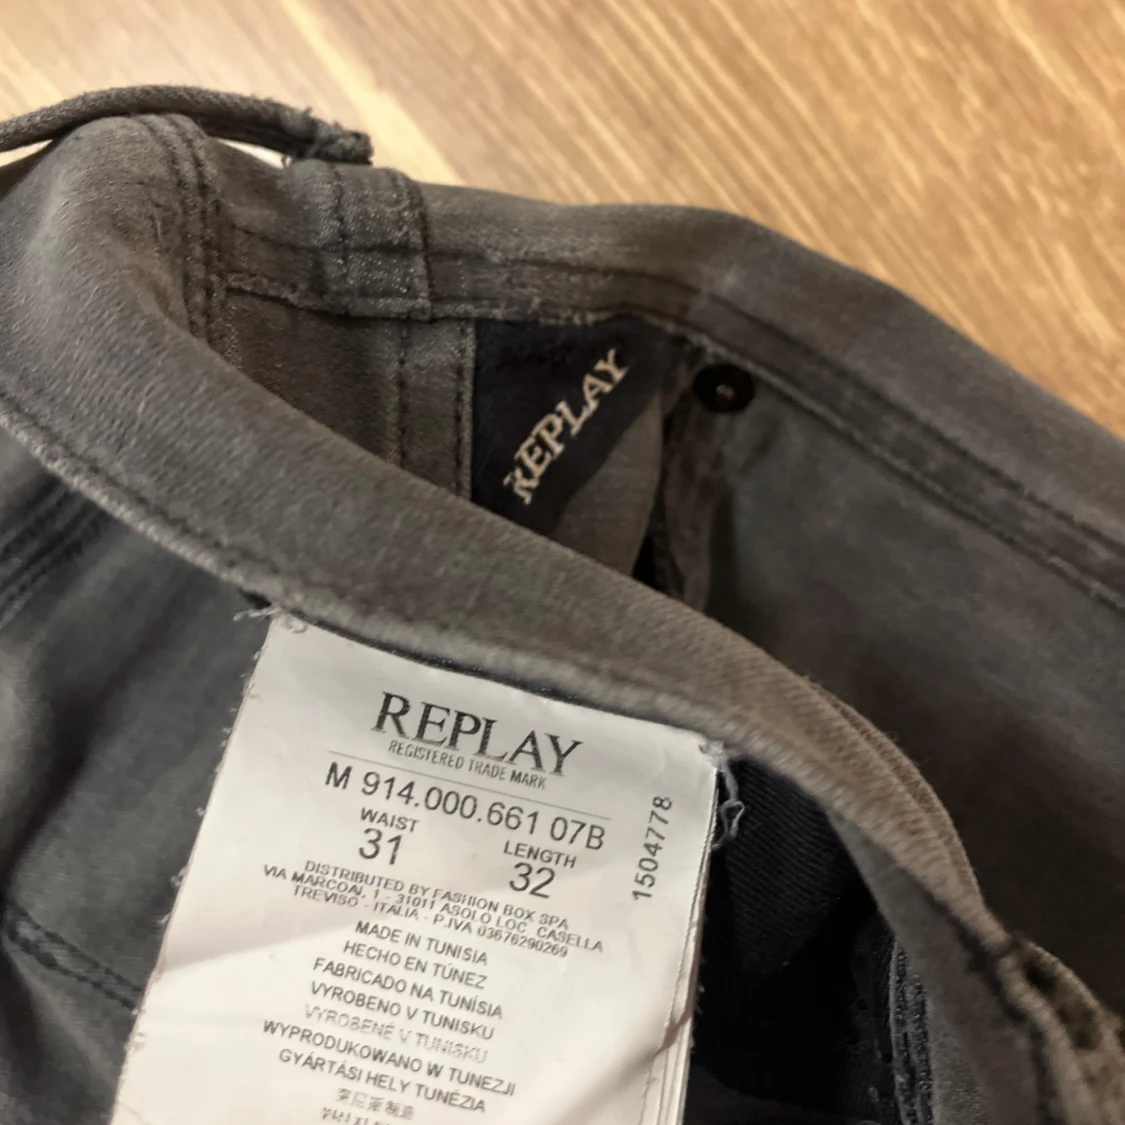 REPLAY
REPLAY
REGISTERED TRADE MARK
M 914.000.661 07B
WAIST
31
LENGTH
32
1504778
DISTRIBUTED BY FASHION BOX SPA
VIA MARCOAI, 1 - 31011 ASOLO LOC. CASELLA
TREVISO - ITALIA - P.IVA 03676290269
MADE IN TUNISIA
HECHO EN TÚNEZ
FABRICADO NA TUNÍSIA
VYROBENO V TUNISKU
VYROBENÉ V TUNISKU
WYPRODUKOWANO W TUNEZJI
GYÁRTÁSI HELY TUNÉZIA